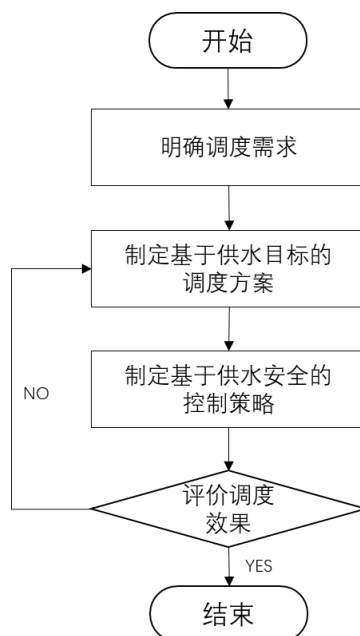 开始
明确调度需求
制定基于供水目标的
调度方案
制定基于供水安全的
控制策略
NO
评价调度
效果
YES
结束